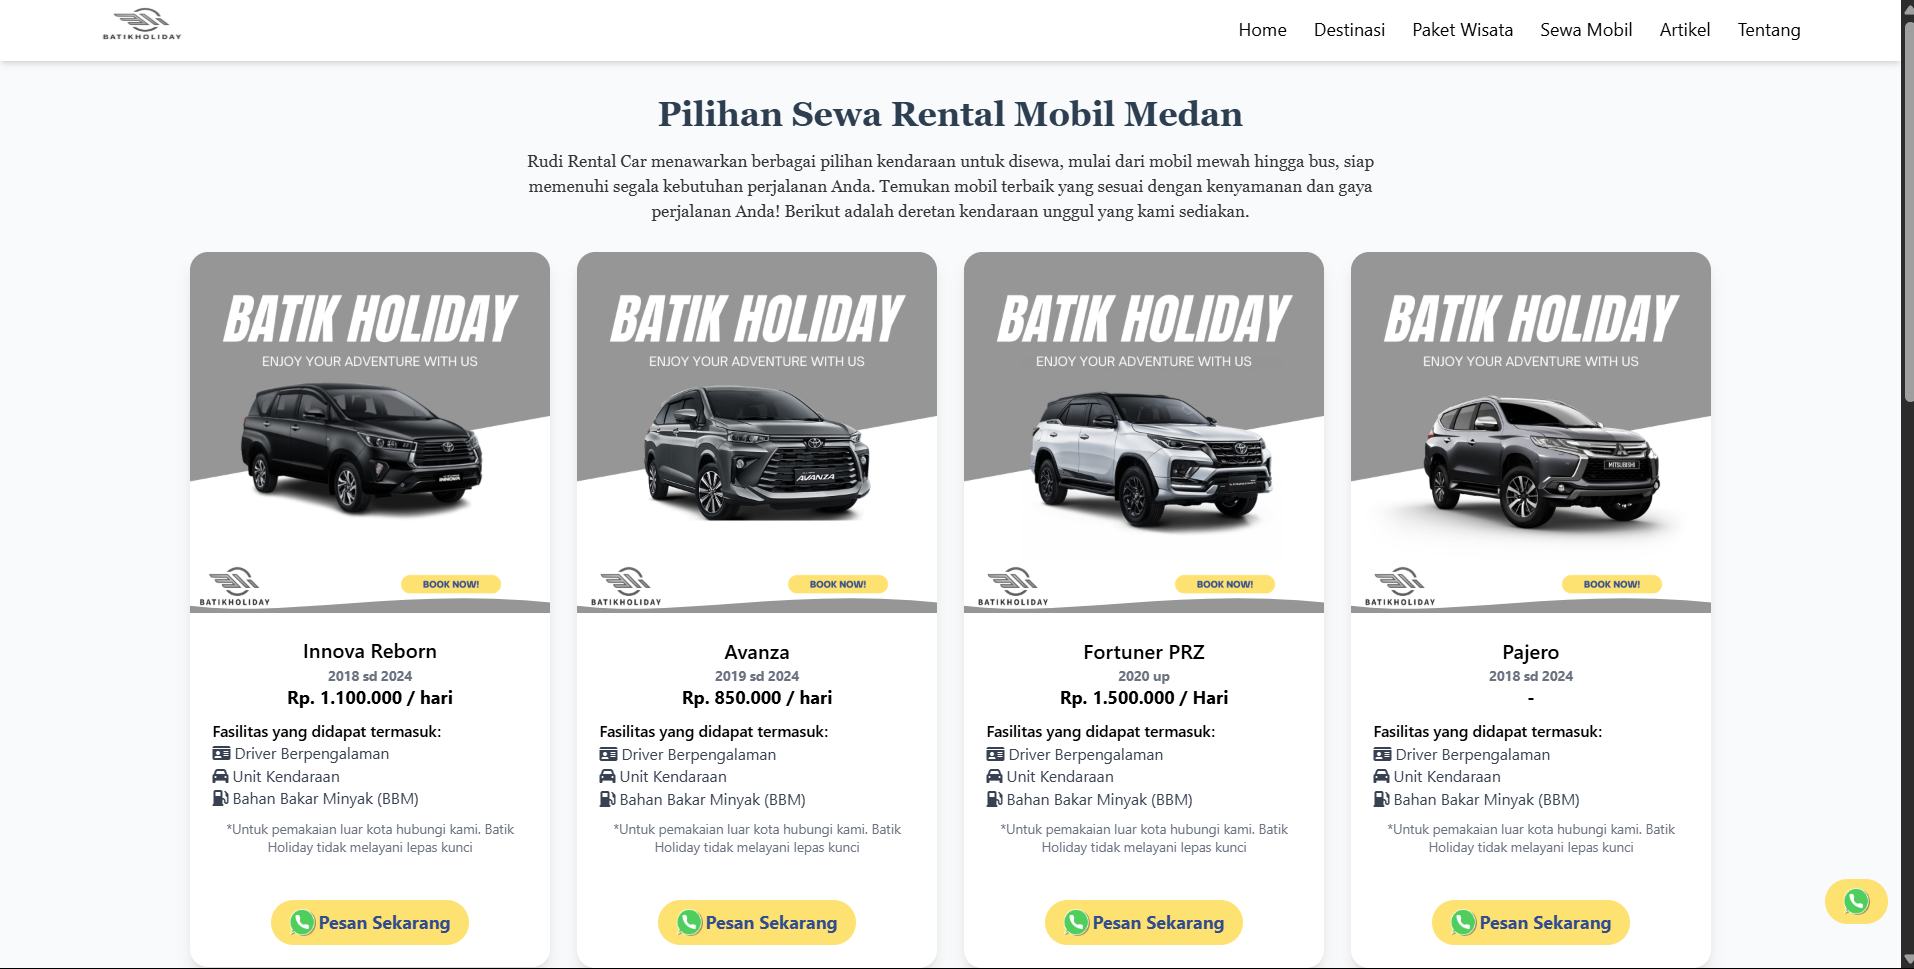 BATIKHOLIDAY
Home Destinasi Paket Wisata Sewa Mobil Artikel Tentang
Pilihan Sewa Rental Mobil Medan
Rudi Rental Car menawarkan berbagai pilihan kendaraan untuk disewa, mulai dari mobil mewah hingga bus, siap
memenuhi segala kebutuhan perjalanan Anda. Temukan mobil terbaik yang sesuai dengan kenyamanan dan gaya
perjalanan Anda! Berikut adalah deretan kendaraan unggul yang kami sediakan.
BATIK HOLIDAY
ENJOY YOUR ADVENTURE WITH US
INNOVA
BATIKHOLIDAY
BOOK NOW!
Innova Reborn
2018 sd 2024
Rp. 1.100.000 / hari
Fasilitas yang didapat termasuk:
Driver Berpengalaman
Unit Kendaraan
Bahan Bakar Minyak (BBM)
*Untuk pemakaian luar kota hubungi kami. Batik
Holiday tidak melayani lepas kunci
Pesan Sekarang
BATIK HOLIDAY
ENJOY YOUR ADVENTURE WITH US
AVANZA
BATIKHOLIDAY
BOOK NOW!
Avanza
2019 sd 2024
Rp. 850.000 / hari
Fasilitas yang didapat termasuk:
Driver Berpengalaman
Unit Kendaraan
Bahan Bakar Minyak (BBM)
*Untuk pemakaian luar kota hubungi kami. Batik
Holiday tidak melayani lepas kunci
Pesan Sekarang
BATIK HOLIDAY
ENJOY YOUR ADVENTURE WITH US
BATIKHOLIDAY
BOOK NOW!
Fortuner PRZ
2020 up
Rp. 1.500.000 / Hari
Fasilitas yang didapat termasuk:
Driver Berpengalaman
Unit Kendaraan
Bahan Bakar Minyak (BBM)
*Untuk pemakaian luar kota hubungi kami. Batik
Holiday tidak melayani lepas kunci
Pesan Sekarang
BATIK HOLIDAY
ENJOY YOUR ADVENTURE WITH US
MITSUBISHI
BATIKHOLIDAY
BOOK NOW!
Pajero
2018 sd 2024
-
Fasilitas yang didapat termasuk:
Driver Berpengalaman
Unit Kendaraan
Bahan Bakar Minyak (BBM)
*Untuk pemakaian luar kota hubungi kami. Batik
Holiday tidak melayani lepas kunci
Pesan Sekarang